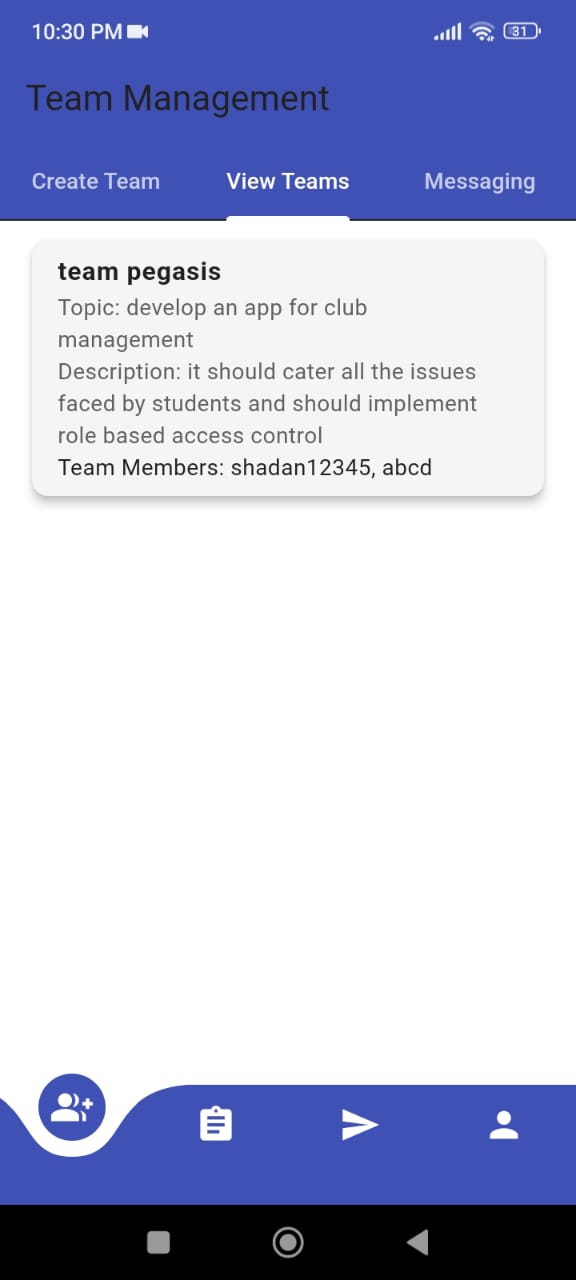 10:30 PM
31
Team Management
Create Team
View Teams
Messaging
team pegasis
Topic: develop an app for club
management
Description: it should cater all the issues
faced by students and should implement
role based access control
Team Members: shadan12345, abcd